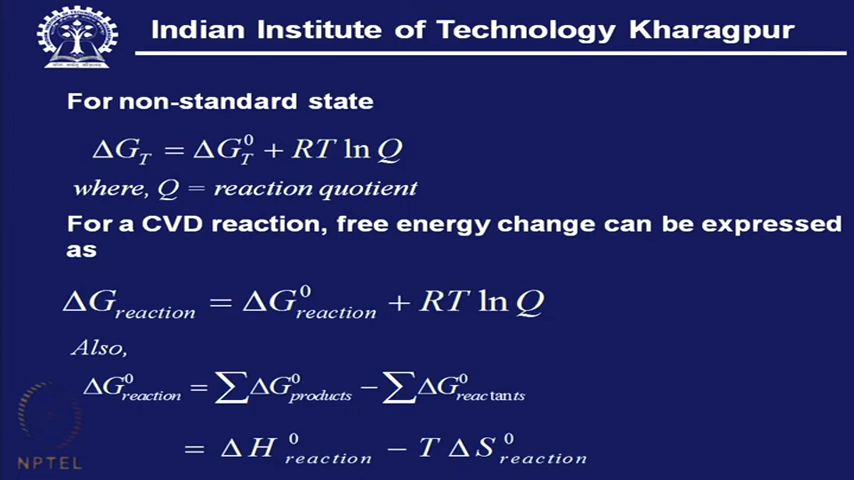 Indian Institute of Technology Kharagpur
For non-standard state
ΔG_T = ΔG_T^0 + RT ln Q
where, Q = reaction quotient
For a CVD reaction, free energy change can be expressed
as
ΔG_reaction = ΔG^0_reaction + RT ln Q
Also,
ΔG^0_reaction = ∑ΔG^0_products − ∑ΔG^0_reactants
= ΔH^0_reaction − TΔS^0_reaction
NPTEL